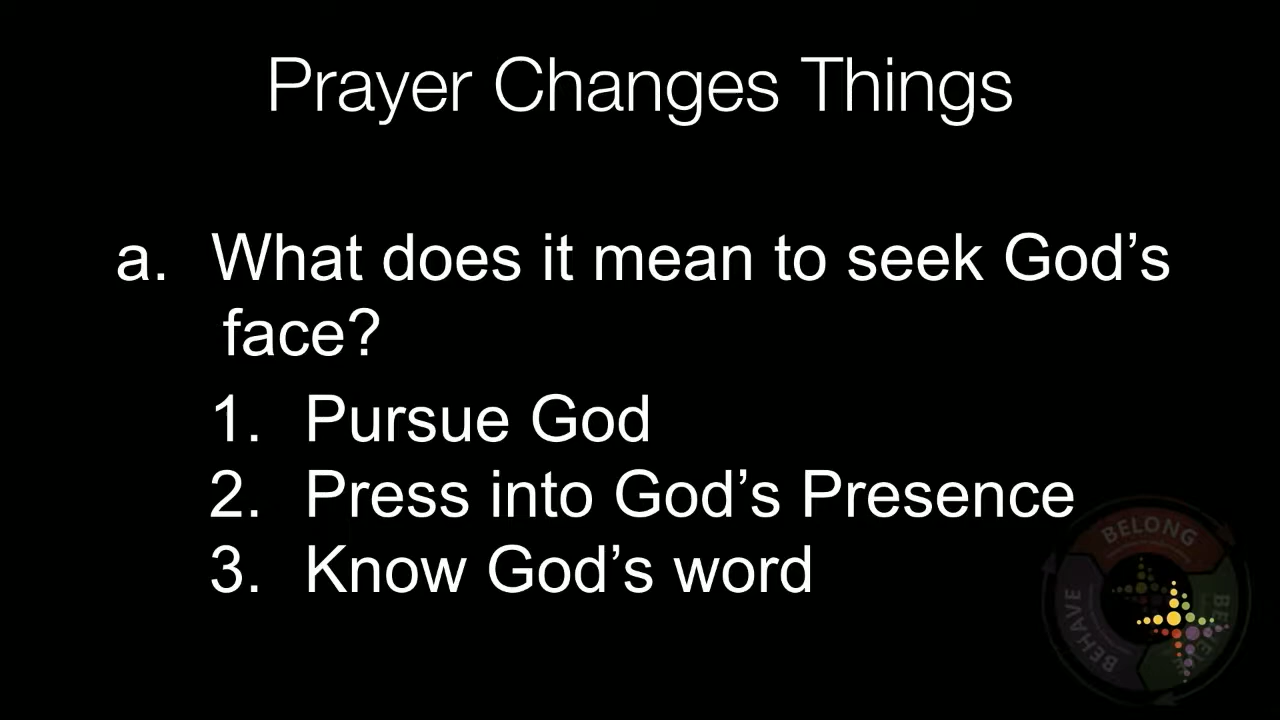 Prayer Changes Things
a. What does it mean to seek God’s
face?
1. Pursue God
2. Press into God’s Presence
3. Know God’s word
BELONG
BEHAVE